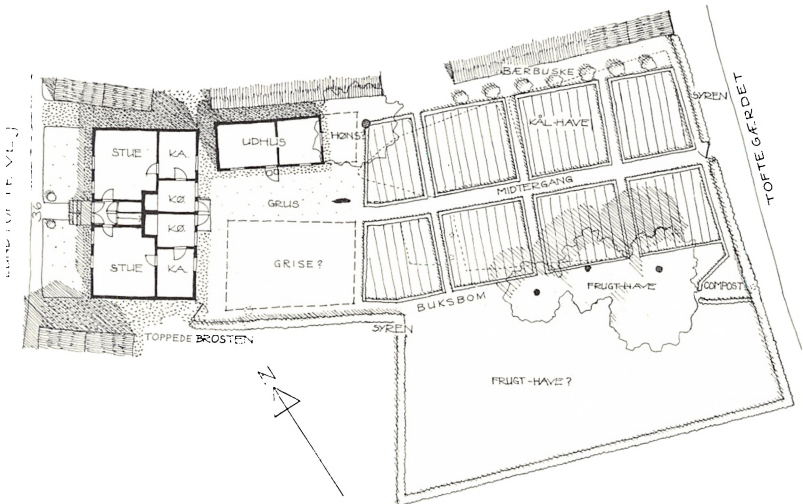 BÆRBUSKE
SYREN
TOFTEGÆRDET
STUE
KA.
UDHUS
HØNS?
KÅL-HAVE
KØ.
MIDTERGANG
GRUS
36
KØ.
STUE
KA.
GRISE?
BUKSBOM
FRUGT-HAVE
COMPOST
SYREN
TOPPEDE BROSTEN
N
FRUGT-HAVE?